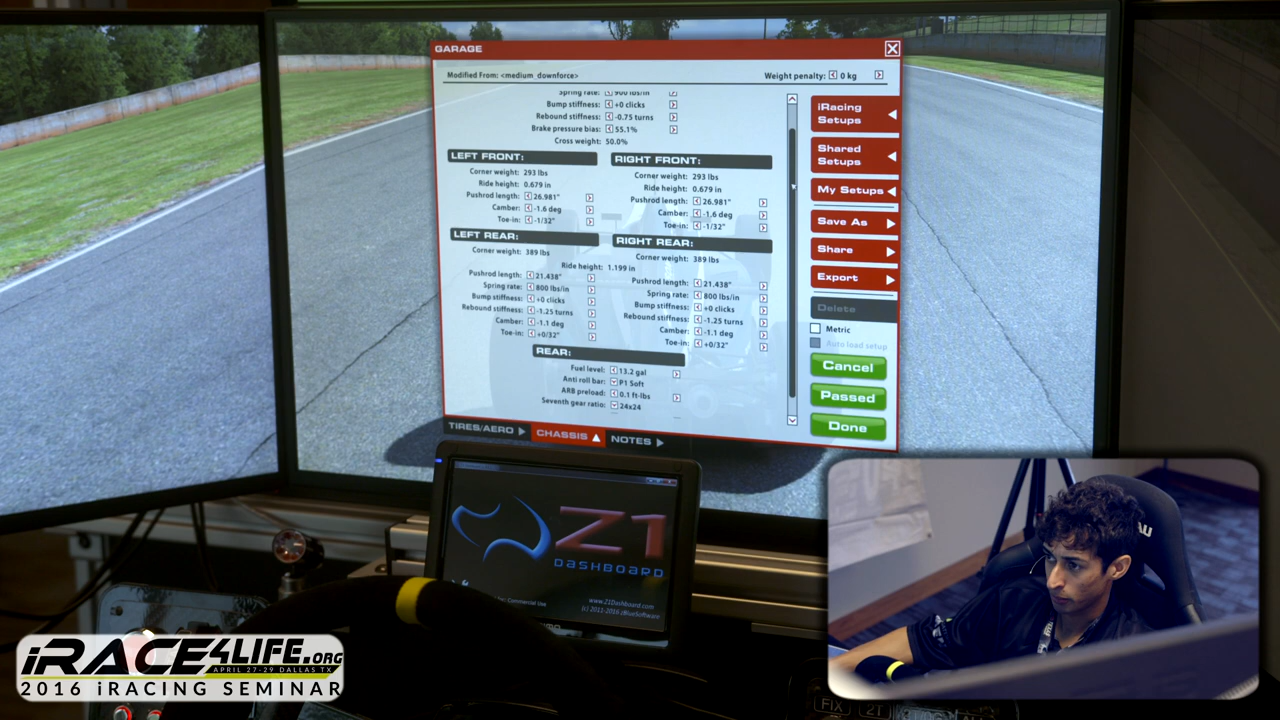 GARAGE
Modified From: <medium_downforce>
Weight penalty: 0 kg
Spring rate: 900 lbs/in
Bump stiffness: +0 clicks
Rebound stiffness: -0.75 turns
Brake pressure bias: 55.1%
Cross weight: 50.0%
LEFT FRONT:
Corner weight: 293 lbs
Ride height: 0.679 in
Pushrod length: 26.981"
Camber: -1.6 deg
Toe-in: -1/32"
RIGHT FRONT:
Corner weight: 293 lbs
Ride height: 0.679 in
Pushrod length: 26.981"
Camber: -1.6 deg
Toe-in: -1/32"
LEFT REAR:
Corner weight: 389 lbs
RIGHT REAR:
Corner weight: 389 lbs
Ride height: 1.199 in
Pushrod length: 21.438"
Spring rate: 800 lbs/in
Bump stiffness: +0 clicks
Rebound stiffness: -1.25 turns
Camber: -1.1 deg
Toe-in: +0/32"
Pushrod length: 21.438"
Spring rate: 800 lbs/in
Bump stiffness: +0 clicks
Rebound stiffness: -1.25 turns
Camber: -1.1 deg
Toe-in: +0/32"
REAR:
Fuel level: 13.2 gal
Anti roll bar: P1 Soft
ARB preload: 0.1 ft-lbs
Seventh gear ratio: 24x24
iRacing
Setups
Shared
Setups
My Setups
Save As
Share
Export
Delete
Metric
Auto load setup
Cancel
Passed
Done
TIRES/AERO
CHASSIS
NOTES
Z1
DASHBOARD
Commercial Use
www.Z1Dashboard.com
(c) 2011-2016 iBlueSoftware
iRACE4LIFE.ORG
APRIL 27-29 DALLAS TX
2016 iRACING SEMINAR
FIX
2T